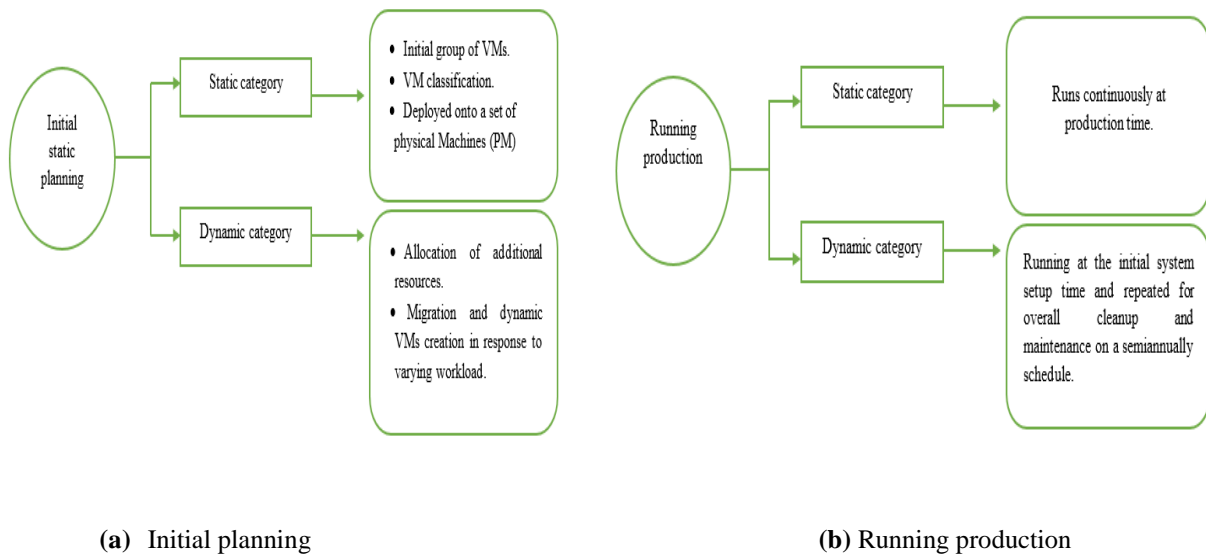 Initial
static
planning
Static category
• Initial group of VMs.
• VM classification.
• Deployed onto a set of
physical Machines (PM)
Dynamic category
• Allocation of additional
resources.
• Migration and dynamic
VMs creation in response to
varying workload.
(a) Initial planning
Running
production
Static category
Runs continuously at
production time.
Dynamic category
Running at the initial system
setup time and repeated for
overall cleanup and
maintenance on a semiannually
schedule.
(b) Running production